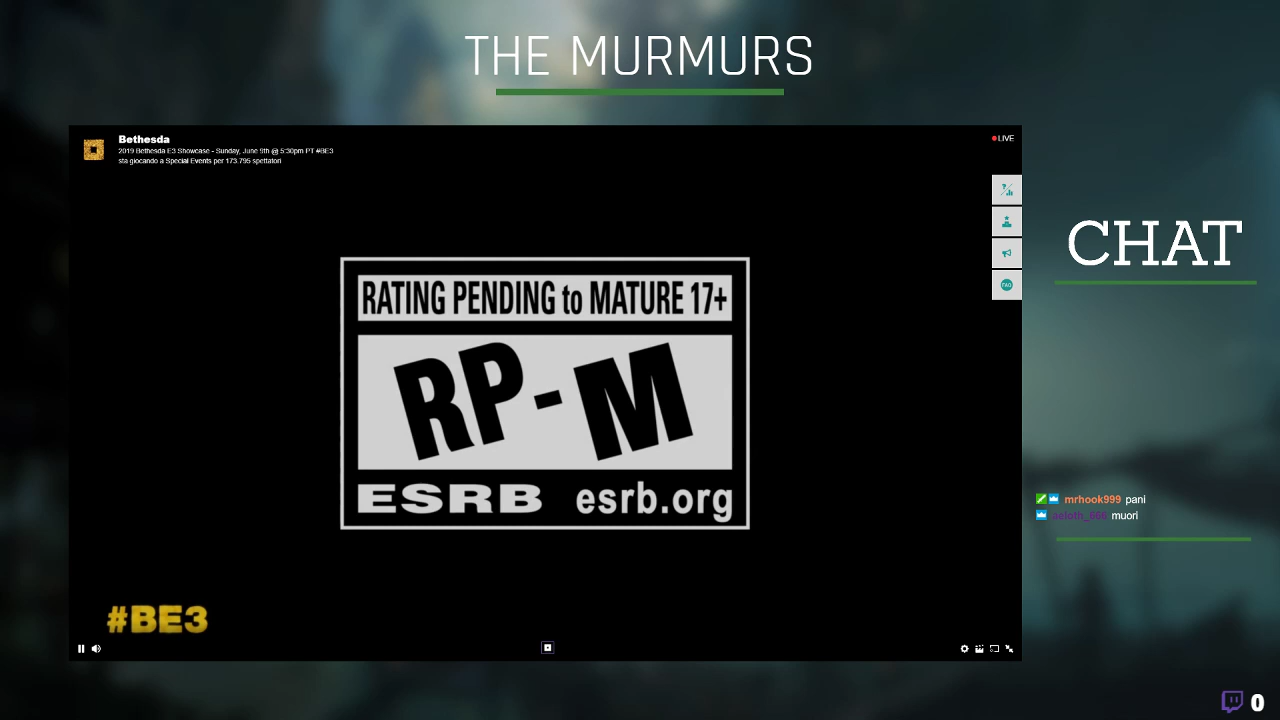 THE MURMURS
Bethesda
2019 Bethesda E3 Showcase - Sunday, June 9th @ 5:30pm PT #BE3
sta giocando a Special Events per 173.795 spettatori
LIVE
RATING PENDING to MATURE 17+
RP-M
ESRB esrb.org
#BE3
CHAT
mrhook999 pani
aeloth_666 muori
0